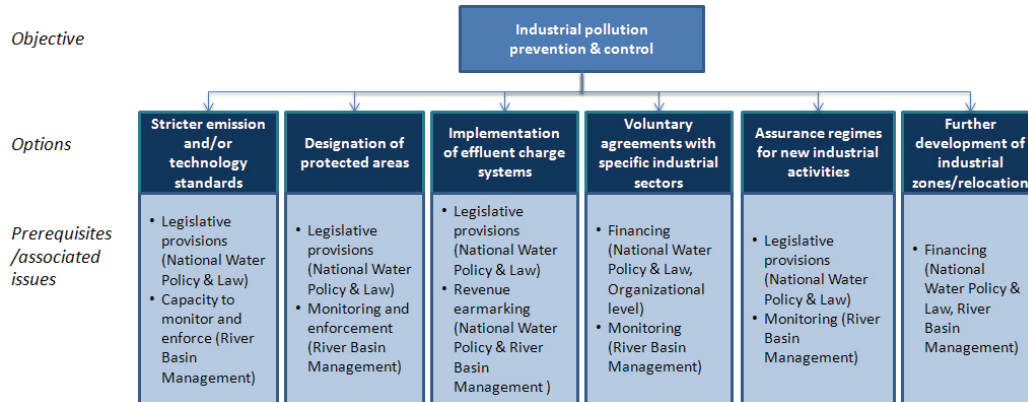 Objective
Industrial pollution
prevention & control
Options
Stricter emission
and/or
technology
standards
Designation of
protected areas
Implementation
of effluent charge
systems
Voluntary
agreements with
specific industrial
sectors
Assurance regimes
for new industrial
activities
Further
development of
industrial
zones/relocation
Prerequisites
/associated
issues
• Legislative
provisions
(National Water
Policy & Law)
• Capacity to
monitor and
enforce (River
Basin
Management)
• Legislative
provisions
(National Water
Policy & Law)
• Monitoring and
enforcement
(River Basin
Management)
• Legislative
provisions
(National Water
Policy & Law)
• Revenue
earmarking
(National Water
Policy & River
Basin
Management )
• Financing
(National Water
Policy & Law,
Organizational
level)
• Monitoring
(River Basin
Management)
• Legislative
provisions
(National Water
Policy & Law)
• Monitoring (River
Basin
Management)
• Financing
(National
Water Policy &
Law, River
Basin
Management)